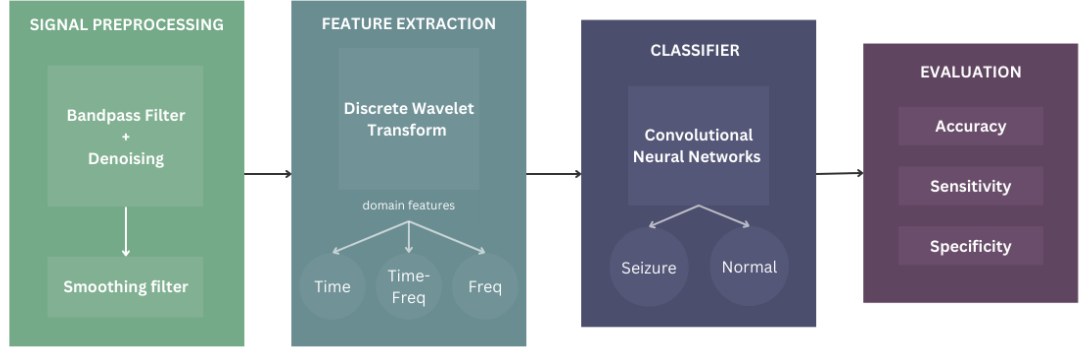 SIGNAL PREPROCESSING
Bandpass Filter
+
Denoising
Smoothing filter
FEATURE EXTRACTION
Discrete Wavelet
Transform
domain features
Time
Time-
Freq
Freq
CLASSIFIER
Convolutional
Neural Networks
Seizure
Normal
EVALUATION
Accuracy
Sensitivity
Specificity